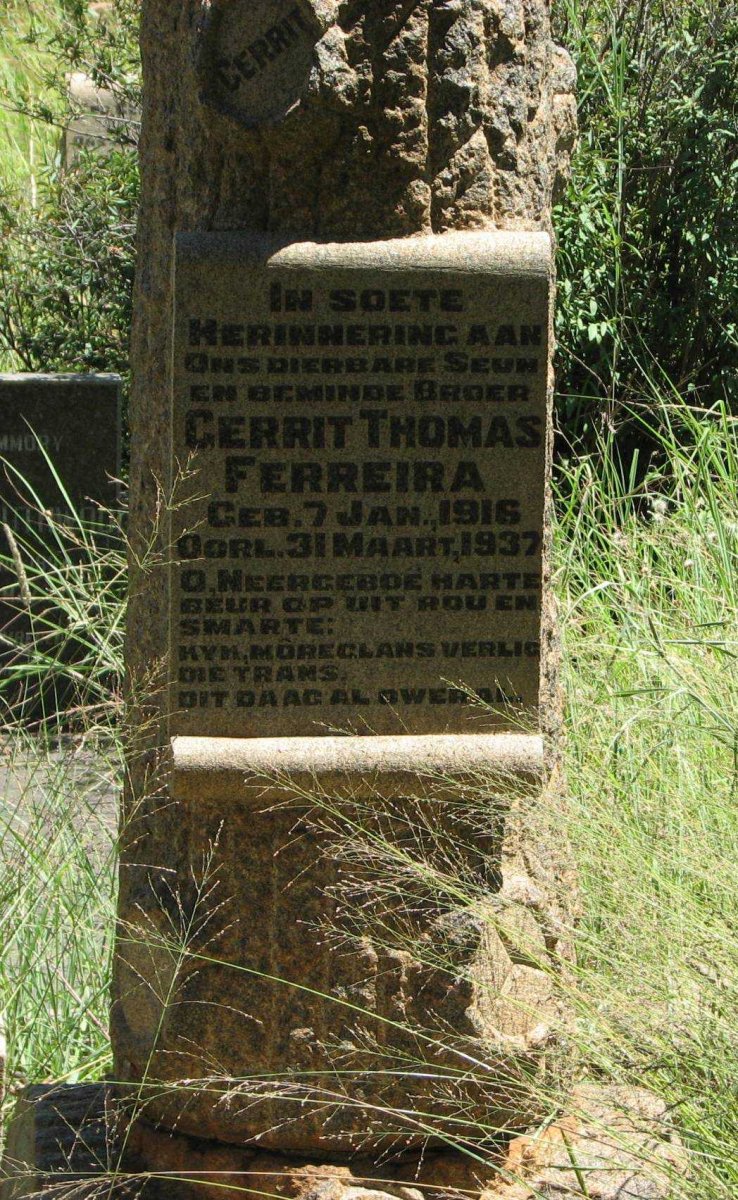 GERRIT
IN SOETE
HERINNERING AAN
ONS DIERBARE SEUN
EN BEMINDE BROER
GERRIT THOMAS
FERREIRA
GEB. 7 JAN., 1916
OORL. 31 MAART, 1937
O, NEERGEBOË HARTE
BEUR OP UIT ROU EN
SMARTE:
KYK, MÔREGLANS VERLIG
DIE TRANS,
DIT DAAG AL OWERAL.